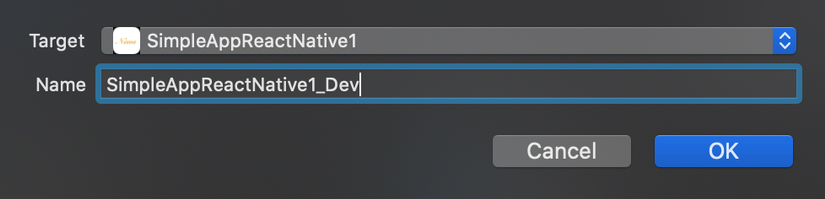 Target SimpleAppReactNative1
Name SimpleAppReactNative1_Dev
Cancel OK